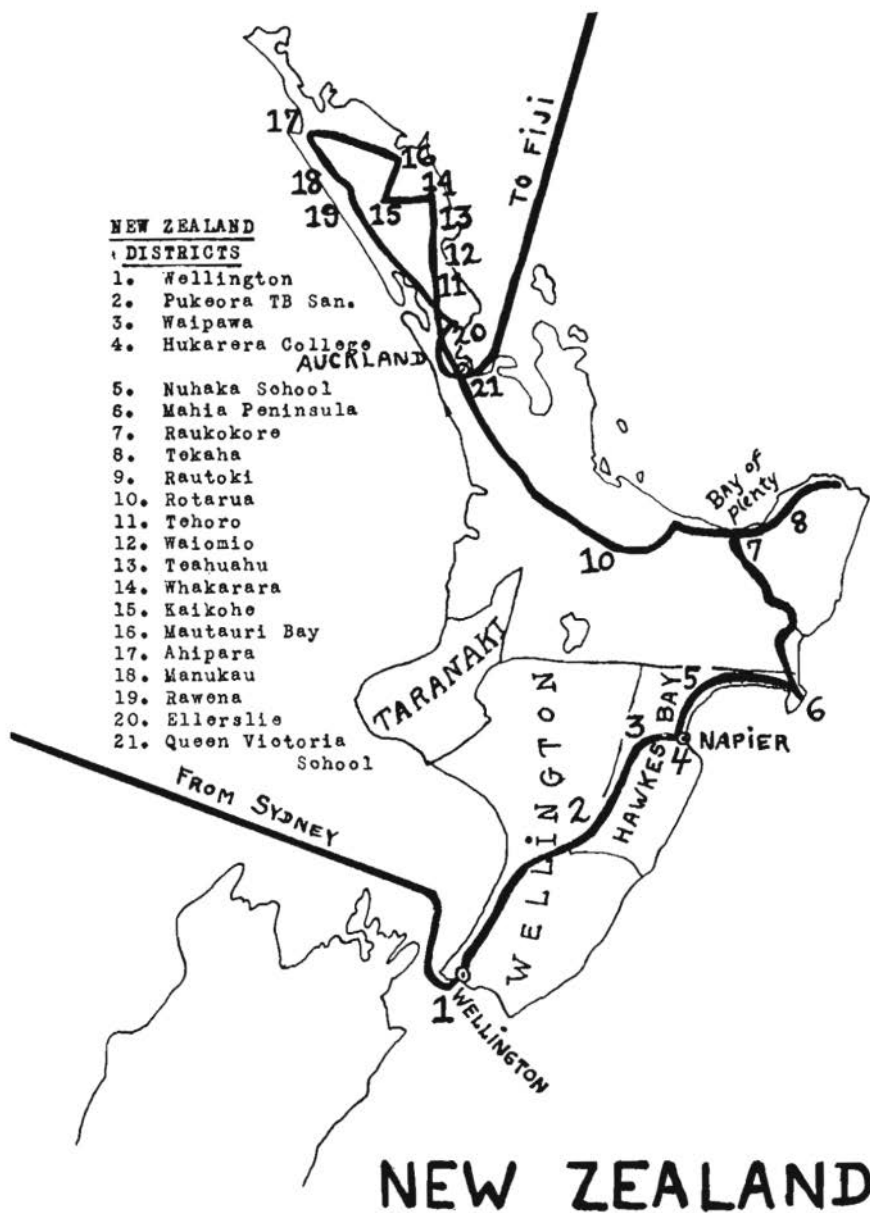 NEW ZEALAND
DISTRICTS
1. Wellington
2. Pukeora TB San.
3. Waipawa
4. Hukarera College
5. Nuhaka School
6. Mahia Peninsula
7. Raukokore
8. Tekaha
9. Rautoki
10. Rotarua
11. Tehoro
12. Waiomio
13. Teahuahu
14. Whakarara
15. Kaikohe
16. Mautauri Bay
17. Ahipara
18. Manukau
19. Rawena
20. Ellerslie
21. Queen Victoria
School
17
16
18
14
15
13
19
12
11
20
AUCKLAND
21
TO FIJI
BAY OF
PLENTY
8
7
10
TARANAKI
WELLINGTON
HAWKES BAY
5
6
3
4
NAPIER
2
FROM SYDNEY
1
WELLINGTON
NEW ZEALAND